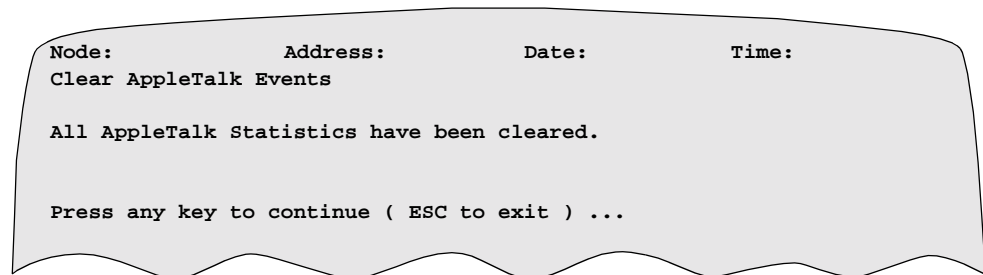 Node: Address: Date: Time:
Clear AppleTalk Events
All AppleTalk Statistics have been cleared.
Press any key to continue ( ESC to exit ) ...